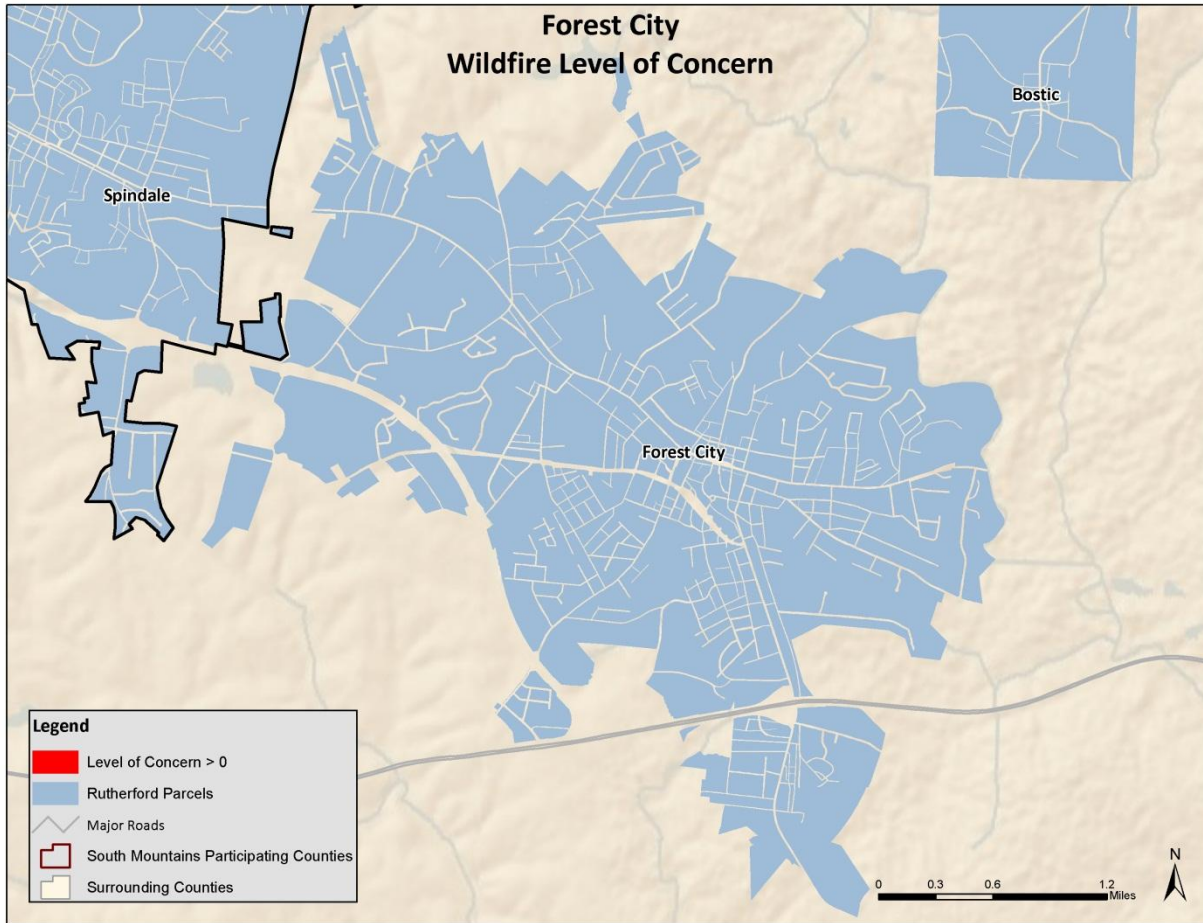 Forest City
Wildfire Level of Concern
Bostic
Spindale
Forest City
Legend
Level of Concern > 0
Rutherford Parcels
Major Roads
South Mountains Participating Counties
Surrounding Counties
N
0 0.3 0.6 1.2
Miles